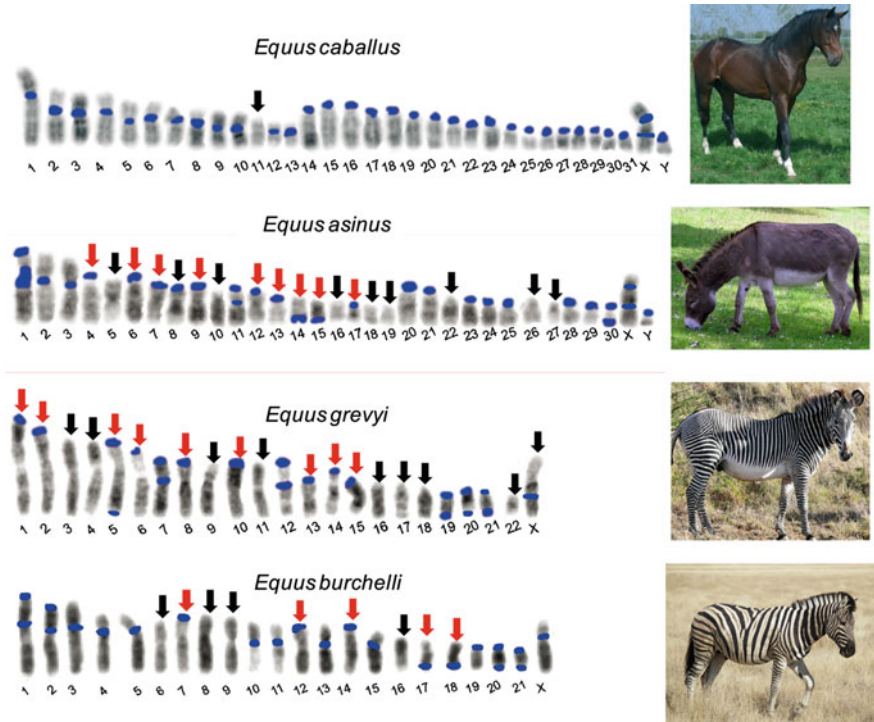 Equus caballus
1 2 3 4 5 6 7 8 9 10 11 12 13 14 15 16 17 18 19 20 21 22 23 24 25 26 27 28 29 30 31 X Y
Equus asinus
1 2 3 4 5 6 7 8 9 10 11 12 13 14 15 16 17 18 19 20 21 22 23 24 25 26 27 28 29 30 X Y
Equus grevyi
1 2 3 4 5 6 7 8 9 10 11 12 13 14 15 16 17 18 19 20 21 22 X
Equus burchelli
1 2 3 4 5 6 7 8 9 10 11 12 13 14 15 16 17 18 19 20 21 X